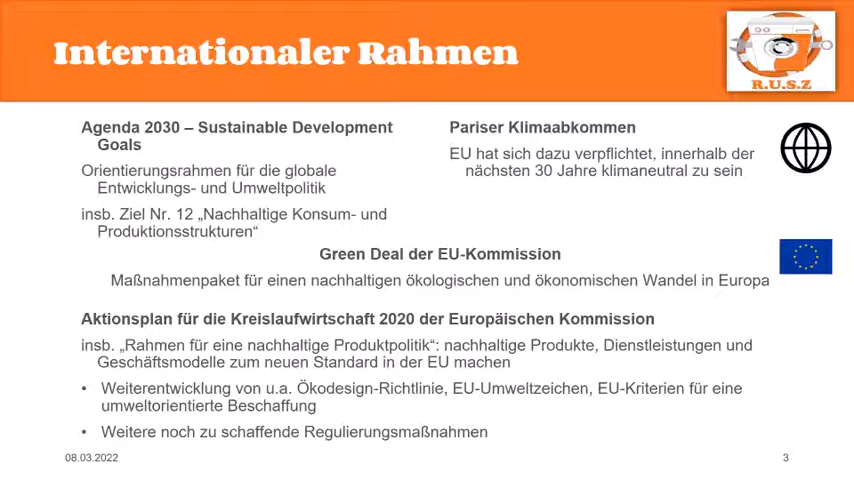 Internationaler Rahmen
R.U.S.Z
Agenda 2030 – Sustainable Development
Goals
Orientierungsrahmen für die globale
Entwicklungs- und Umweltpolitik
insb. Ziel Nr. 12 „Nachhaltige Konsum- und
Produktionsstrukturen“
Pariser Klimaabkommen
EU hat sich dazu verpflichtet, innerhalb der
nächsten 30 Jahre klimaneutral zu sein
Green Deal der EU-Kommission
Maßnahmenpaket für einen nachhaltigen ökologischen und ökonomischen Wandel in Europa
Aktionsplan für die Kreislaufwirtschaft 2020 der Europäischen Kommission
insb. „Rahmen für eine nachhaltige Produktpolitik“: nachhaltige Produkte, Dienstleistungen und
Geschäftsmodelle zum neuen Standard in der EU machen
• Weiterentwicklung von u.a. Ökodesign-Richtlinie, EU-Umweltzeichen, EU-Kriterien für eine
umweltorientierte Beschaffung
• Weitere noch zu schaffende Regulierungsmaßnahmen
08.03.2022
3